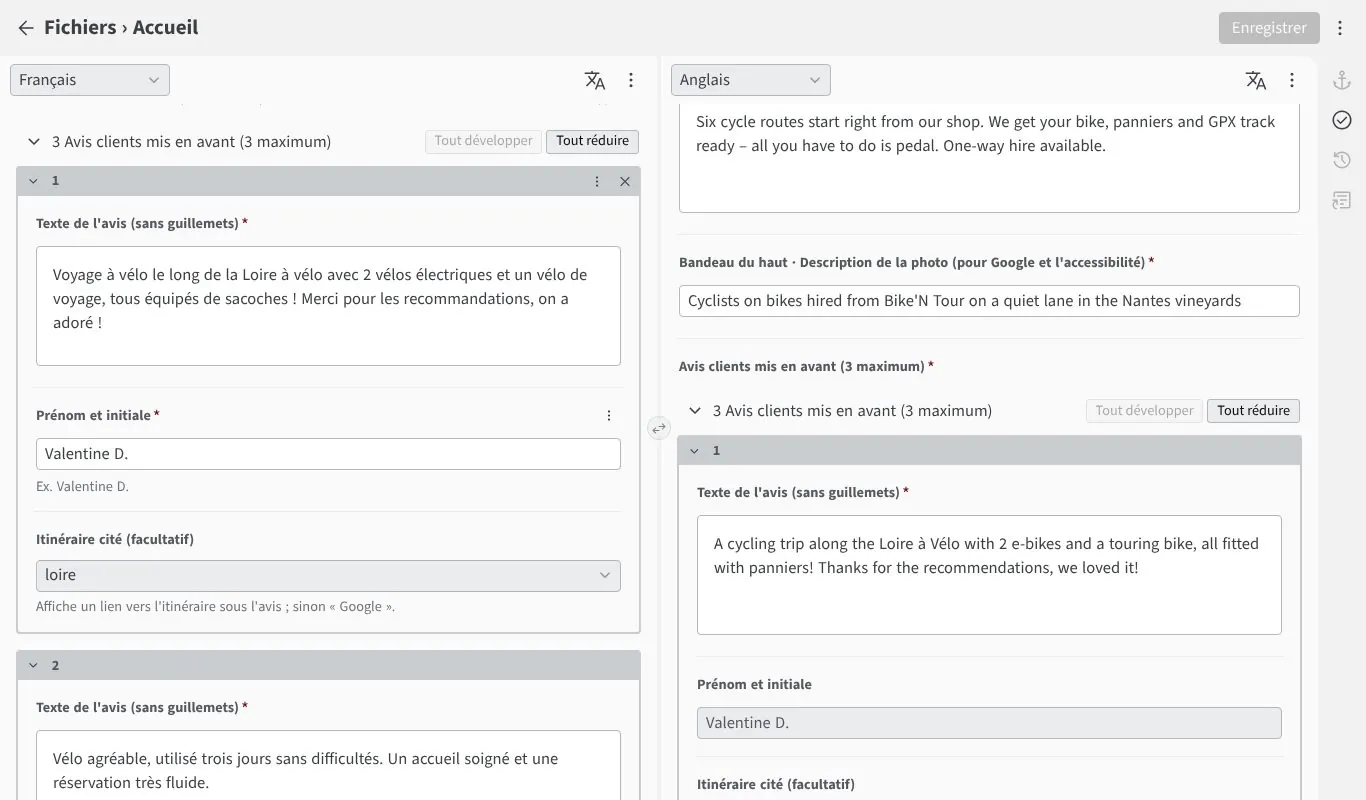 Fichiers › Accueil
Enregistrer
Français
3 Avis clients mis en avant (3 maximum)
Tout développer
Tout réduire
1
Texte de l'avis (sans guillemets) *
Voyage à vélo le long de la Loire à vélo avec 2 vélos électriques et un vélo de
voyage, tous équipés de sacoches ! Merci pour les recommandations, on a
adoré !
Prénom et initiale *
Valentine D.
Ex. Valentine D.
Itinéraire cité (facultatif)
loire
Affiche un lien vers l'itinéraire sous l'avis ; sinon « Google ».
2
Texte de l'avis (sans guillemets) *
Vélo agréable, utilisé trois jours sans difficultés. Un accueil soigné et une
réservation très fluide.
Anglais
Six cycle routes start right from our shop. We get your bike, panniers and GPX track
ready – all you have to do is pedal. One-way hire available.
Bandeau du haut · Description de la photo (pour Google et l'accessibilité) *
Cyclists on bikes hired from Bike'N Tour on a quiet lane in the Nantes vineyards
Avis clients mis en avant (3 maximum) *
3 Avis clients mis en avant (3 maximum)
Tout développer
Tout réduire
1
Texte de l'avis (sans guillemets) *
A cycling trip along the Loire à Vélo with 2 e-bikes and a touring bike, all fitted
with panniers! Thanks for the recommendations, we loved it!
Prénom et initiale
Valentine D.
Itinéraire cité (facultatif)